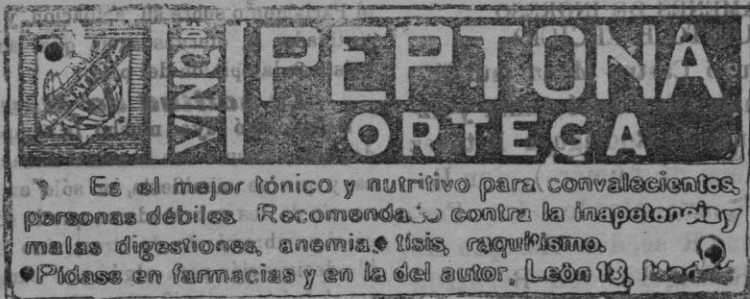 VINO
PEPTONA
ORTEGA
Es el mejor tónico y nutritivo para convalecientes,
personas débiles. Recomendado contra la inapetencia y
malas digestiones, anemia, tisis, raquitismo.
Pídase en farmacias y en la del autor, León 13, Madrid